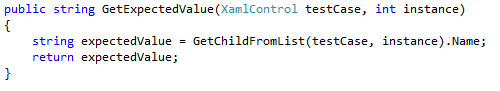 public string GetExpectedValue(XamlControl testCase, int instance)
{
    string expectedValue = GetChildFromList(testCase, instance).Name;
    return expectedValue;
}